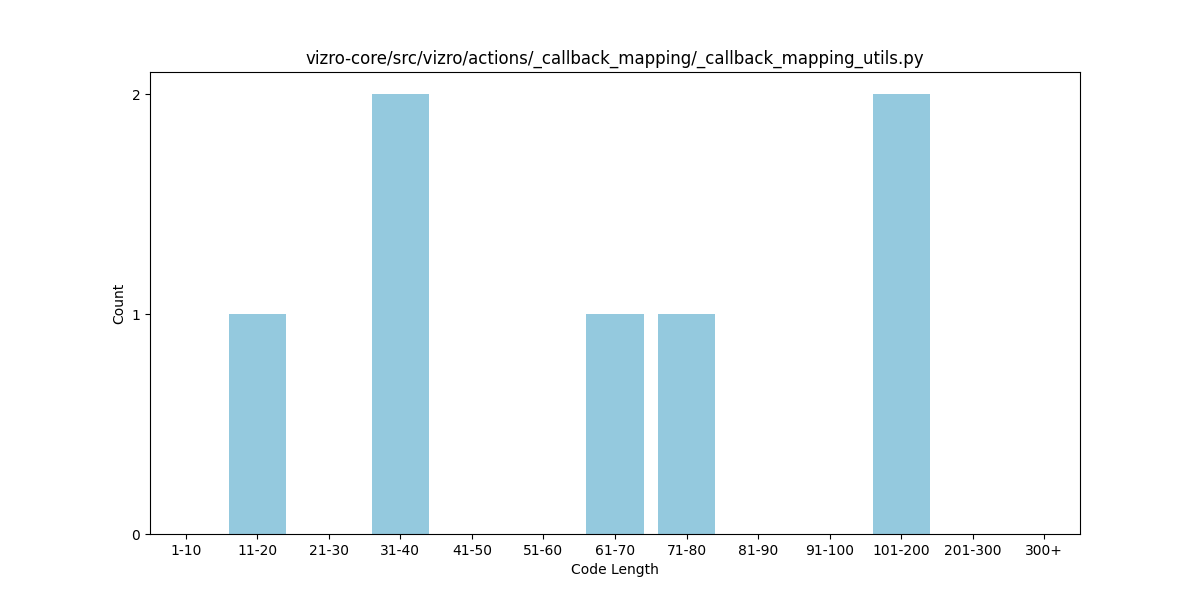 vizro-core/src/vizro/actions/_callback_mapping/_callback_mapping_utils.py
2
1
0
Count
1-10 11-20 21-30 31-40 41-50 51-60 61-70 71-80 81-90 91-100 101-200 201-300 300+
Code Length